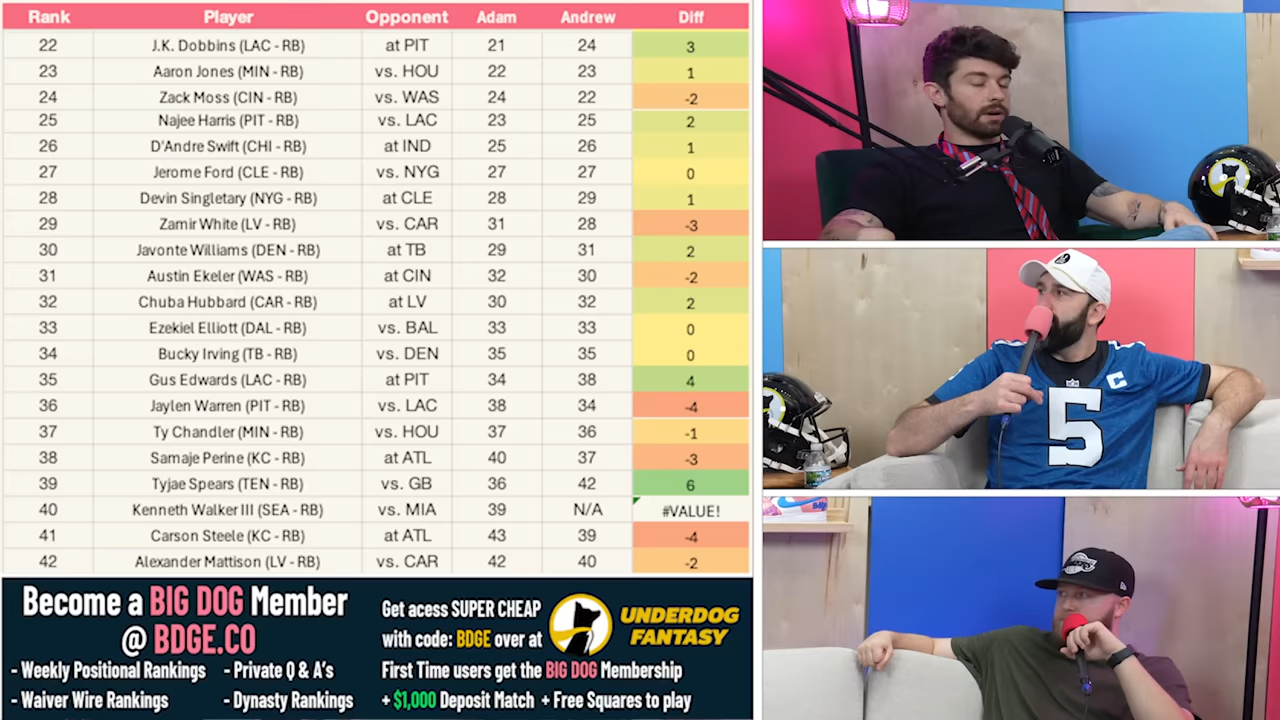 Rank Player Opponent Adam Andrew Diff
22 J.K. Dobbins (LAC - RB) at PIT 21 24 3
23 Aaron Jones (MIN - RB) vs. HOU 22 23 1
24 Zack Moss (CIN - RB) vs. WAS 24 22 -2
25 Najee Harris (PIT - RB) vs. LAC 23 25 2
26 D'Andre Swift (CHI - RB) at IND 25 26 1
27 Jerome Ford (CLE - RB) vs. NYG 27 27 0
28 Devin Singletary (NYG - RB) at CLE 28 29 1
29 Zamir White (LV - RB) vs. CAR 31 28 -3
30 Javonte Williams (DEN - RB) at TB 29 31 2
31 Austin Ekeler (WAS - RB) at CIN 32 30 -2
32 Chuba Hubbard (CAR - RB) at LV 30 32 2
33 Ezekiel Elliott (DAL - RB) vs. BAL 33 33 0
34 Bucky Irving (TB - RB) vs. DEN 35 35 0
35 Gus Edwards (LAC - RB) at PIT 34 38 4
36 Jaylen Warren (PIT - RB) vs. LAC 38 34 -4
37 Ty Chandler (MIN - RB) vs. HOU 37 36 -1
38 Samaje Perine (KC - RB) at ATL 40 37 -3
39 Tyjae Spears (TEN - RB) vs. GB 36 42 6
40 Kenneth Walker III (SEA - RB) vs. MIA 39 N/A #VALUE!
41 Carson Steele (KC - RB) at ATL 43 39 -4
42 Alexander Mattison (LV - RB) vs. CAR 42 40 -2
Become a BIG DOG Member
@ BDGE.CO
- Weekly Positional Rankings - Private Q & A's
- Waiver Wire Rankings - Dynasty Rankings
Get acess SUPER CHEAP
with code: BDGE over at
UNDERDOG
FANTASY
First Time users get the BIG DOG Membership
+ $1,000 Deposit Match + Free Squares to play
C
5